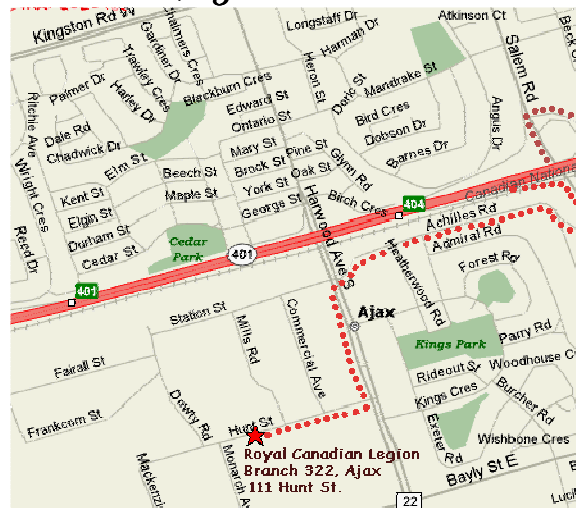 Kingston Rd W
Chalmers Cres
Gardiner Dr
Trawley Cres
Harley Dr
Palmer Dr
Longstaff Dr
Harman Dr
Atkinson Ct
Salem Rd
Beck
Ritchie Ave
Dale Rd
Chadwick Dr
Elm St
Blackburn Cres
Edward St
Ontario St
Heron St
Doric St
Mandrake St
Bird Cres
Dobson Dr
Barnes Dr
Angus Dr
Wright Cres
Kent St
Elgin St
Durham St
Cedar St
Reed Dr
Beech St
Maple St
Mary St
Brock St
York St
George St
Pine St
Oak St
Glynn Rd
Birch Cres
Harwood Ave S
404
Canadian National
Achilles Rd
Admiral Rd
Cedar
Park
401
401
Heatherwood Rd
Forest Rd
Station St
Mills Rd
Commercial Ave
Ajax
Kings Park
Parry Rd
Rideout St
Woodhouse C
Kings Cres
Burcher Rd
Exeter Rd
Wishbone Cres
Fairall St
Frankcom St
Dowty Rd
Hunt St
Royal Canadian Legion
Branch 322, Ajax
111 Hunt St.
Mackenzi
Monarch Av
Bayly St E
22
Luci